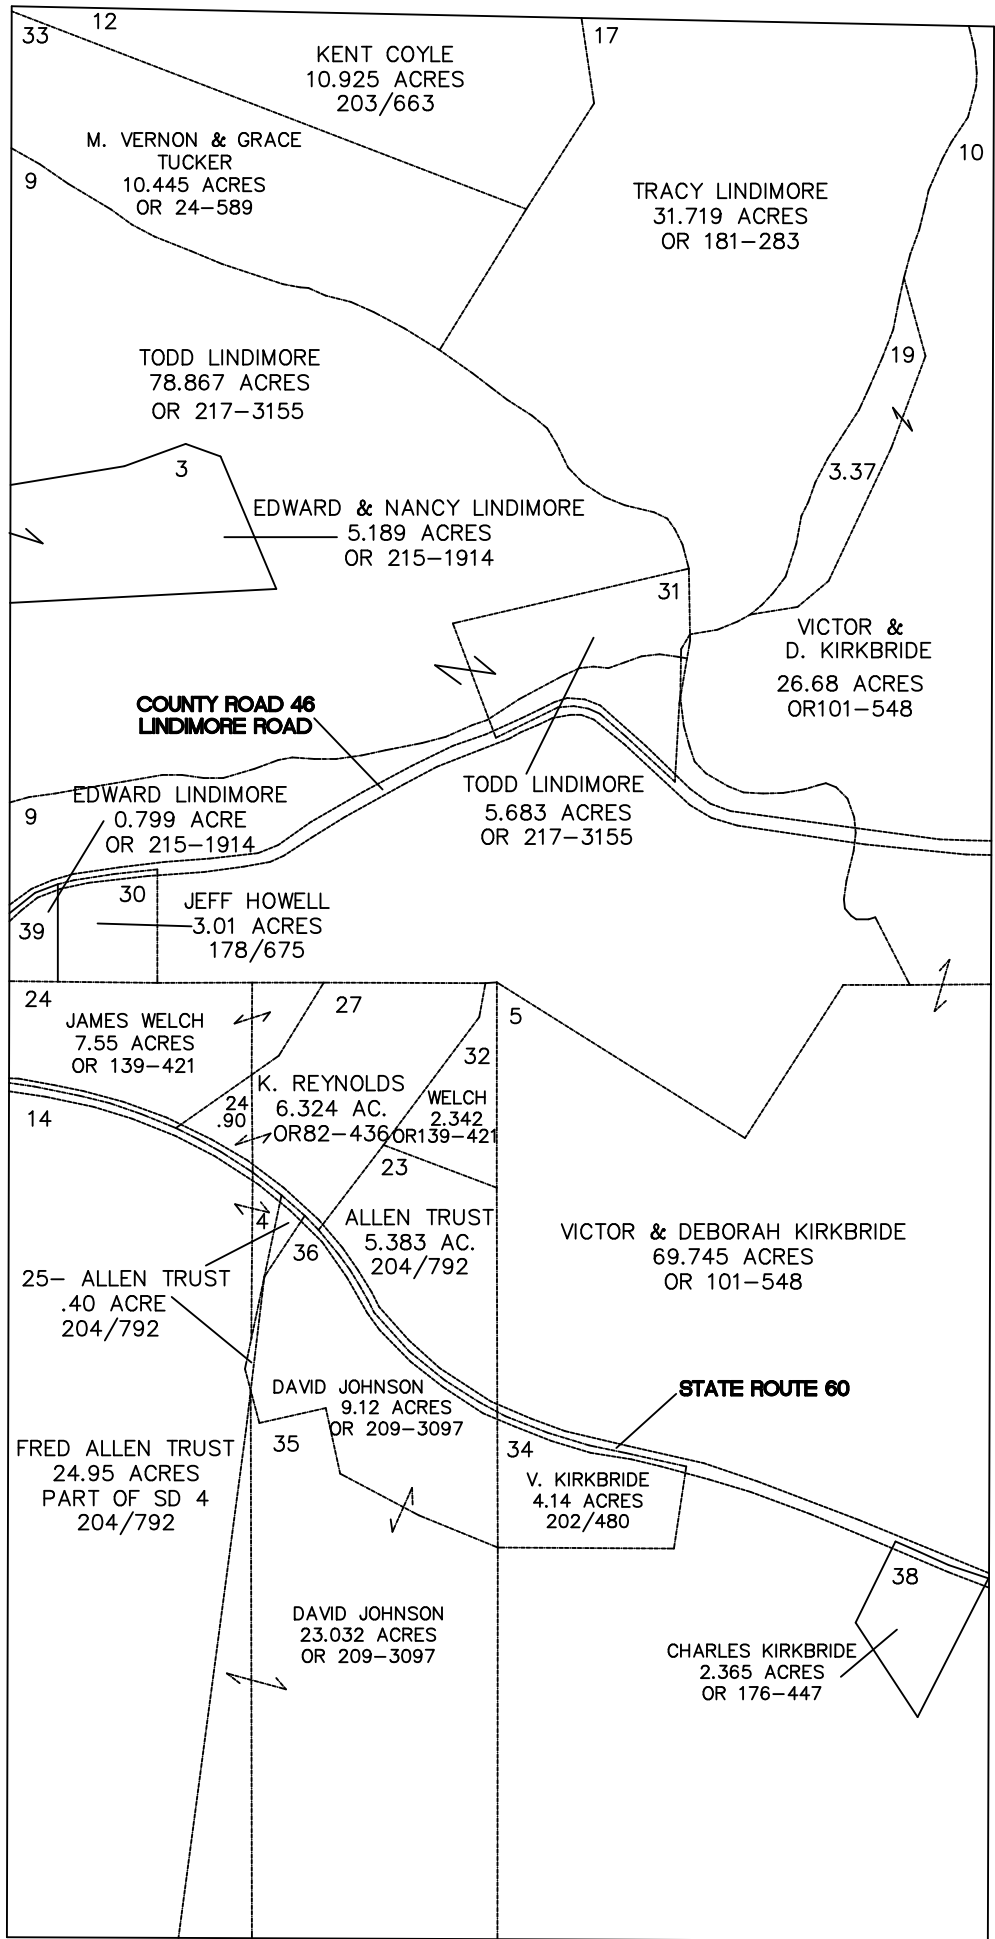 12
33
17
KENT COYLE
10.925 ACRES
203/663
M. VERNON & GRACE
TUCKER
10.445 ACRES
OR 24-589
9
10
TRACY LINDIMORE
31.719 ACRES
OR 181-283
19
TODD LINDIMORE
78.867 ACRES
OR 217-3155
3
3.37
EDWARD & NANCY LINDIMORE
5.189 ACRES
OR 215-1914
31
VICTOR &
D. KIRKBRIDE
26.68 ACRES
OR101-548
COUNTY ROAD 46
LINDIMORE ROAD
TODD LINDIMORE
5.683 ACRES
OR 217-3155
9
EDWARD LINDIMORE
0.799 ACRE
OR 215-1914
30
39
JEFF HOWELL
3.01 ACRES
178/675
24
JAMES WELCH
7.55 ACRES
OR 139-421
27
5
32
14
24
.90
K. REYNOLDS
6.324 AC.
OR82-436
WELCH
2.342
OR139-421
23
4
36
ALLEN TRUST
5.383 AC.
204/792
VICTOR & DEBORAH KIRKBRIDE
69.745 ACRES
OR 101-548
25- ALLEN TRUST
.40 ACRE
204/792
DAVID JOHNSON
9.12 ACRES
OR 209-3097
STATE ROUTE 60
35
34
FRED ALLEN TRUST
24.95 ACRES
PART OF SD 4
204/792
V. KIRKBRIDE
4.14 ACRES
202/480
38
DAVID JOHNSON
23.032 ACRES
OR 209-3097
CHARLES KIRKBRIDE
2.365 ACRES
OR 176-447